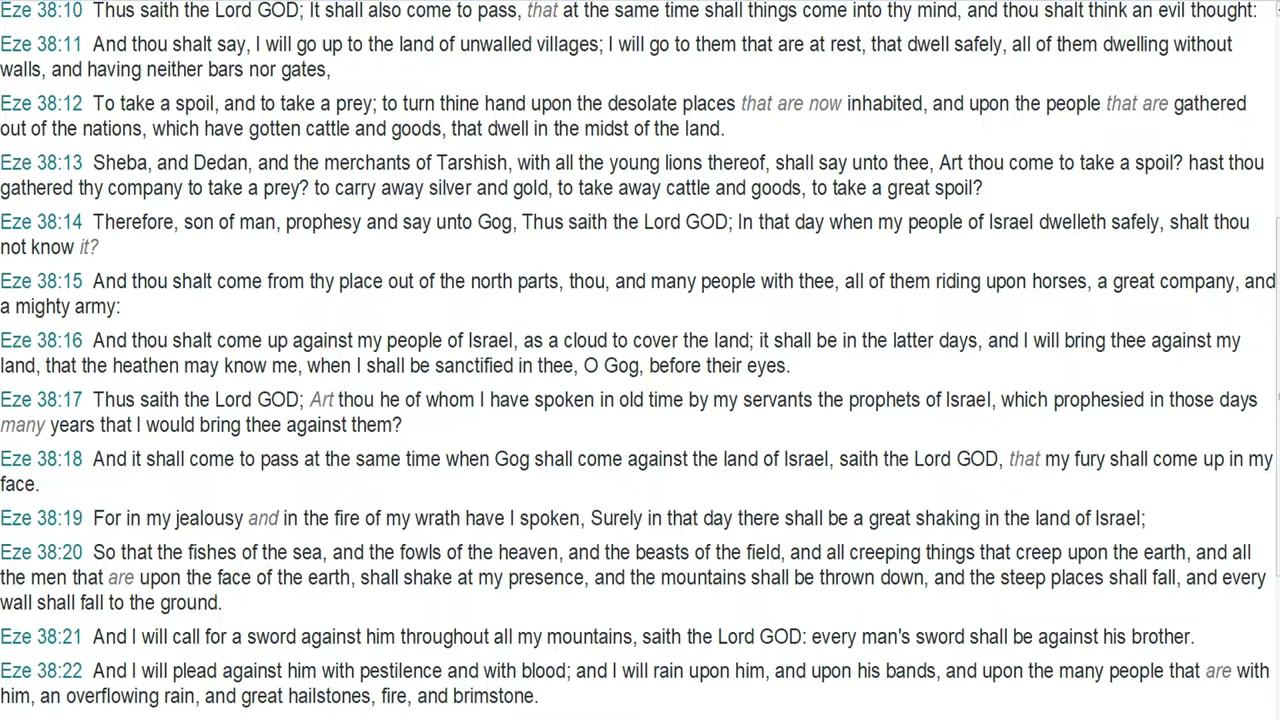 Eze 38:10 Thus saith the Lord GOD; It shall also come to pass, that at the same time shall things come into thy mind, and thou shalt think an evil thought:
Eze 38:11 And thou shalt say, I will go up to the land of unwalled villages; I will go to them that are at rest, that dwell safely, all of them dwelling without
walls, and having neither bars nor gates,
Eze 38:12 To take a spoil, and to take a prey; to turn thine hand upon the desolate places that are now inhabited, and upon the people that are gathered
out of the nations, which have gotten cattle and goods, that dwell in the midst of the land.
Eze 38:13 Sheba, and Dedan, and the merchants of Tarshish, with all the young lions thereof, shall say unto thee, Art thou come to take a spoil? hast thou
gathered thy company to take a prey? to carry away silver and gold, to take away cattle and goods, to take a great spoil?
Eze 38:14 Therefore, son of man, prophesy and say unto Gog, Thus saith the Lord GOD; In that day when my people of Israel dwelleth safely, shalt thou
not know it?
Eze 38:15 And thou shalt come from thy place out of the north parts, thou, and many people with thee, all of them riding upon horses, a great company, and
a mighty army:
Eze 38:16 And thou shalt come up against my people of Israel, as a cloud to cover the land; it shall be in the latter days, and I will bring thee against my
land, that the heathen may know me, when I shall be sanctified in thee, O Gog, before their eyes.
Eze 38:17 Thus saith the Lord GOD; Art thou he of whom I have spoken in old time by my servants the prophets of Israel, which prophesied in those days
many years that I would bring thee against them?
Eze 38:18 And it shall come to pass at the same time when Gog shall come against the land of Israel, saith the Lord GOD, that my fury shall come up in my
face.
Eze 38:19 For in my jealousy and in the fire of my wrath have I spoken, Surely in that day there shall be a great shaking in the land of Israel;
Eze 38:20 So that the fishes of the sea, and the fowls of the heaven, and the beasts of the field, and all creeping things that creep upon the earth, and all
the men that are upon the face of the earth, shall shake at my presence, and the mountains shall be thrown down, and the steep places shall fall, and every
wall shall fall to the ground.
Eze 38:21 And I will call for a sword against him throughout all my mountains, saith the Lord GOD: every man's sword shall be against his brother.
Eze 38:22 And I will plead against him with pestilence and with blood; and I will rain upon him, and upon his bands, and upon the many people that are with
him, an overflowing rain, and great hailstones, fire, and brimstone.